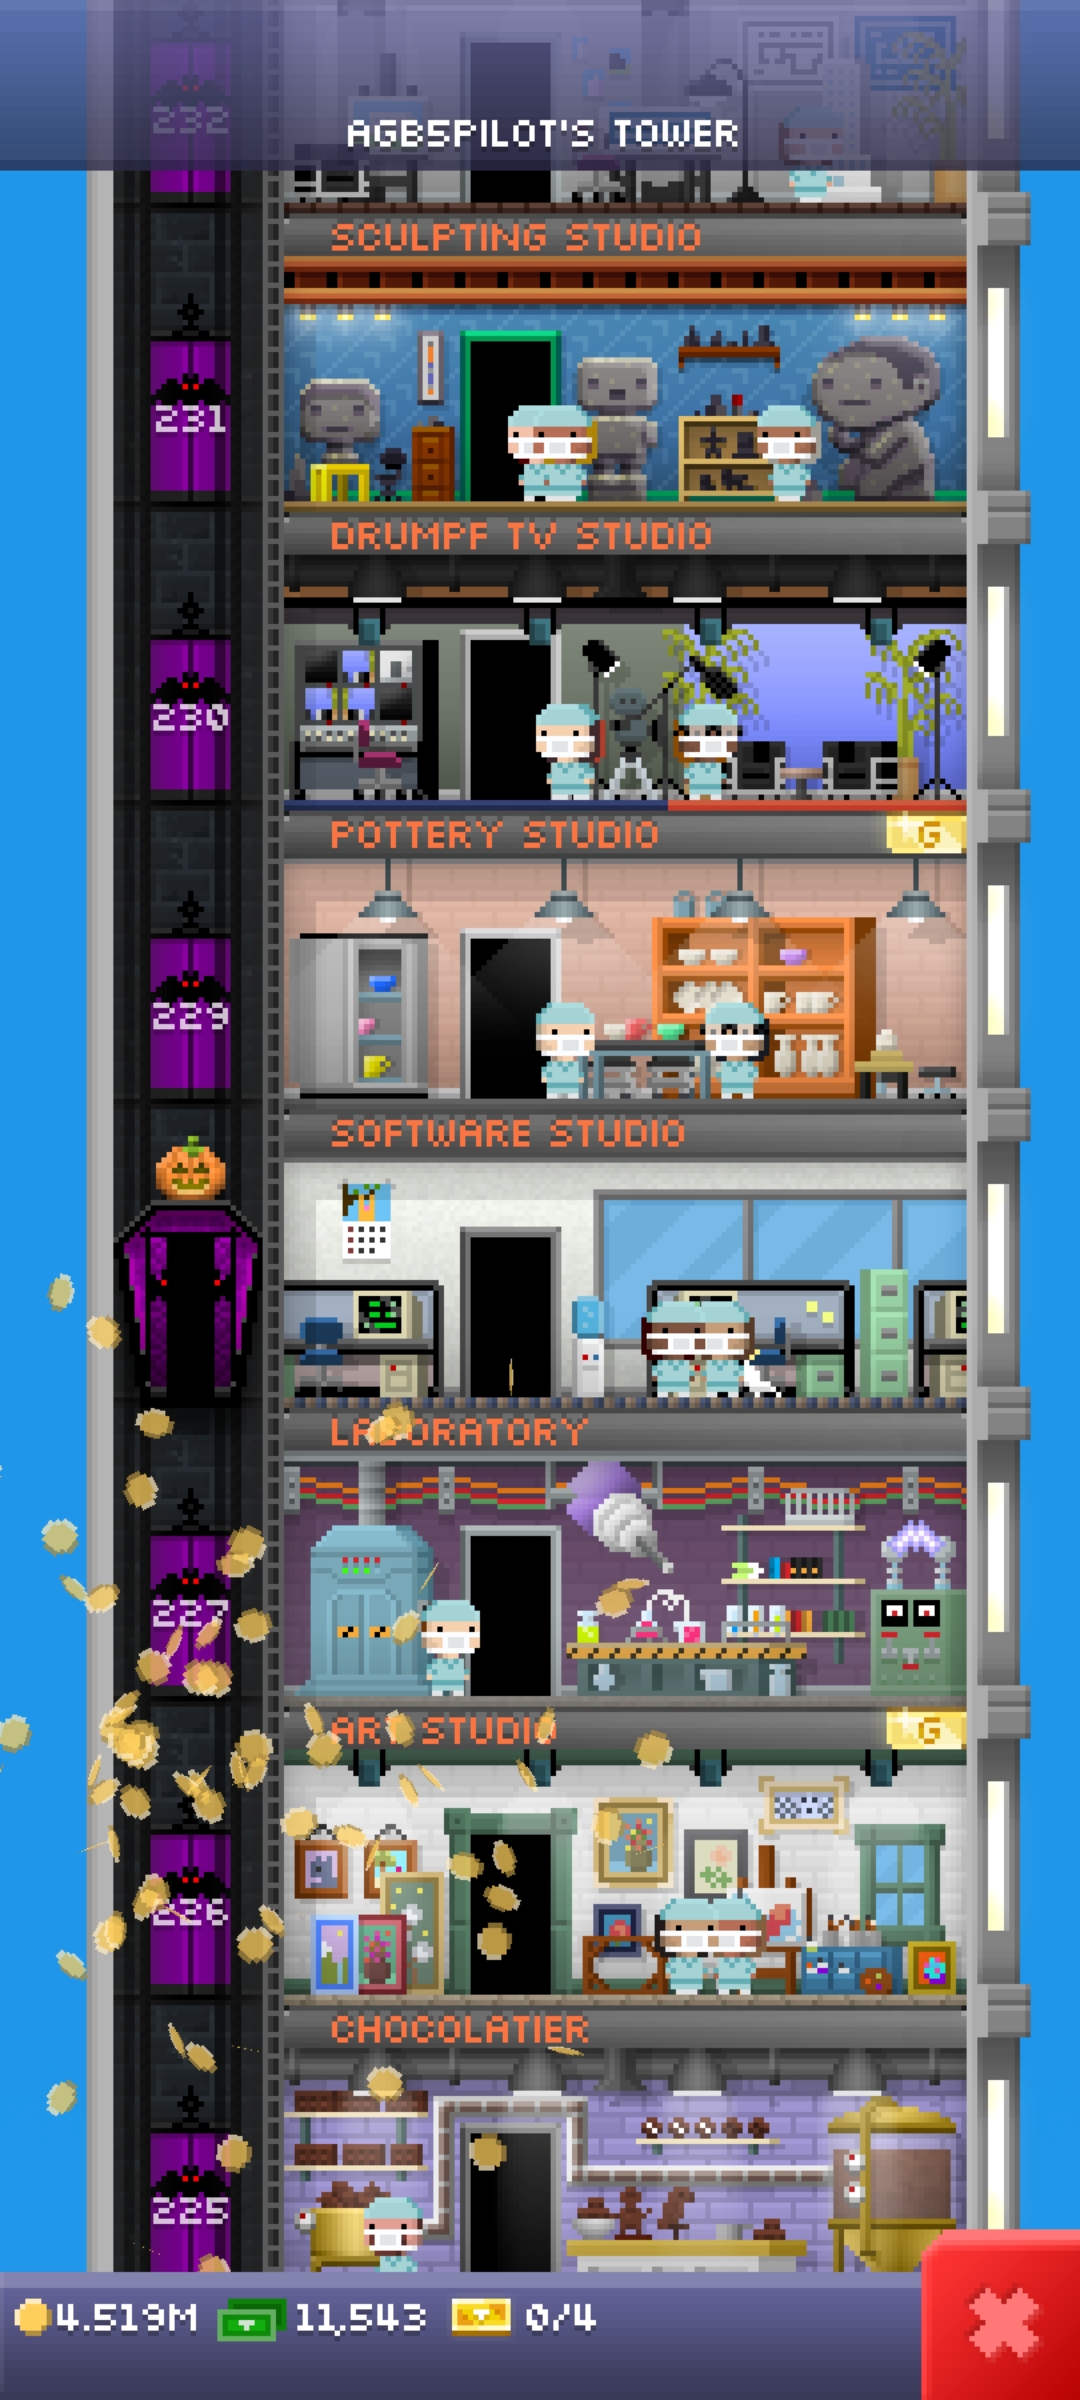 232
AGB5PILOT'S TOWER
SCULPTING STUDIO
231
DRUMPF TV STUDIO
230
POTTERY STUDIO
G
229
SOFTWARE STUDIO
LABORATORY
227
ART STUDIO
G
226
CHOCOLATIER
225
4.519M 11,543 0/4